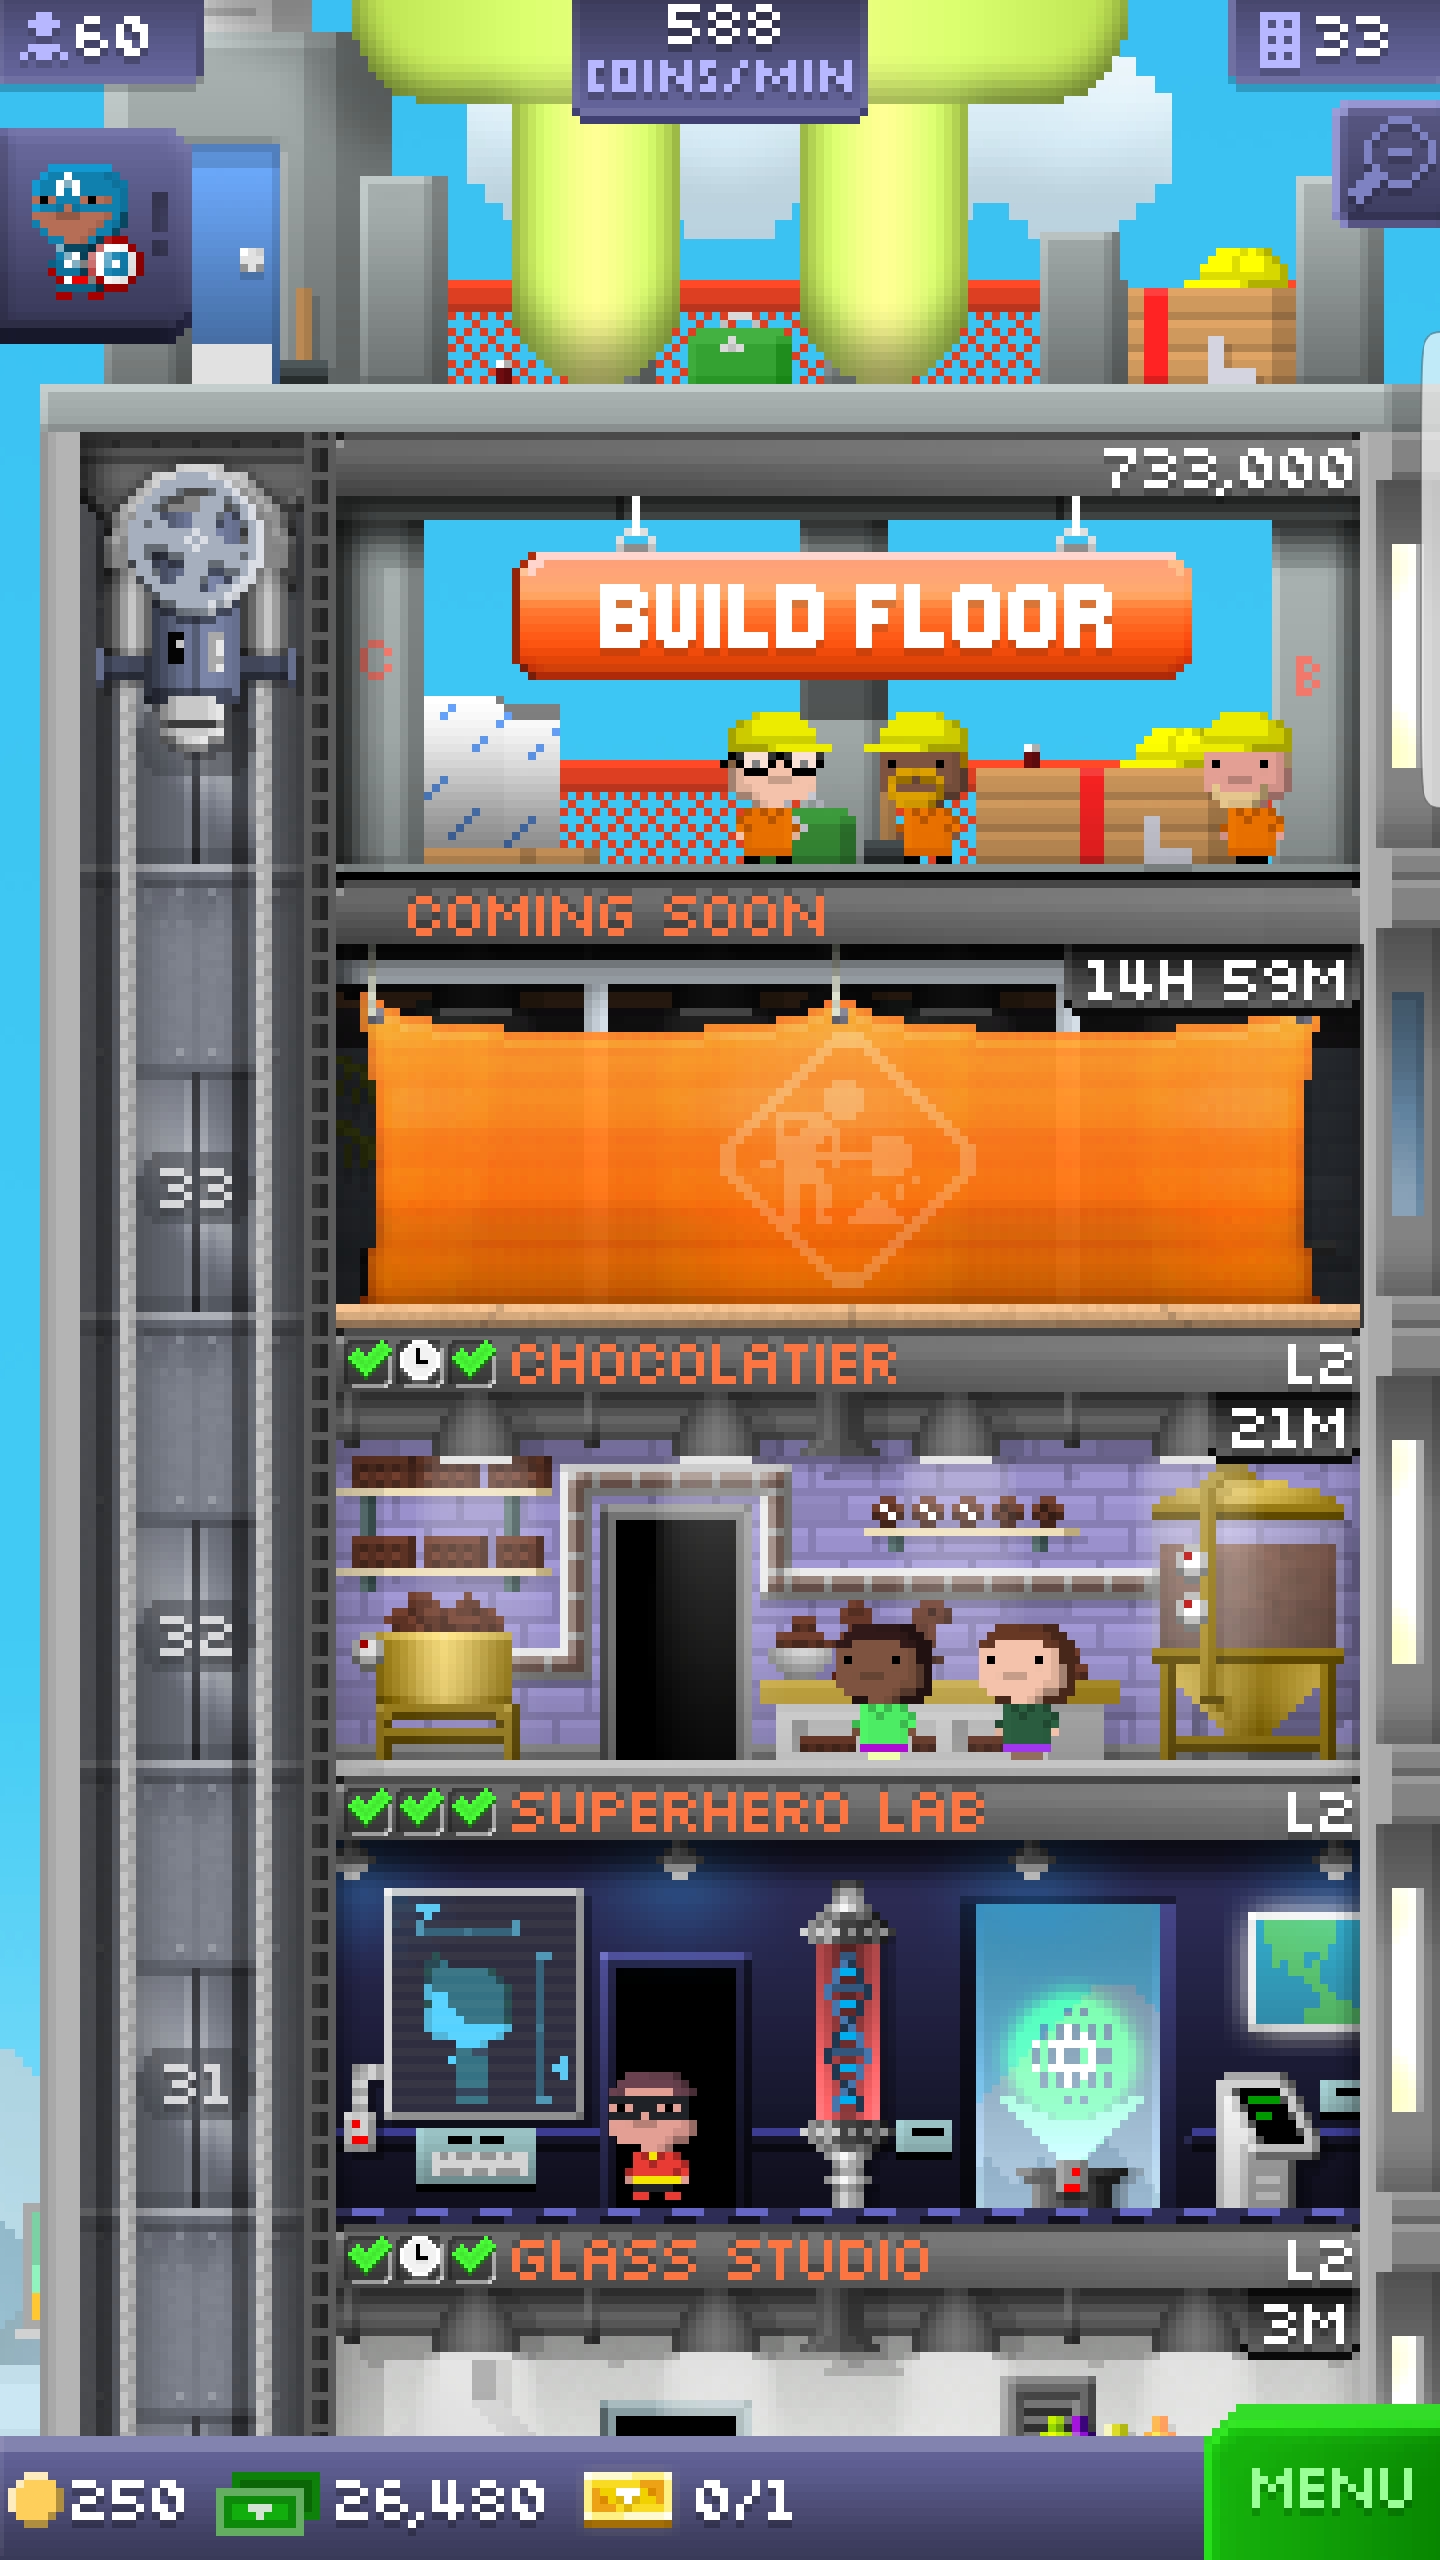 60
588
COINS/MIN
33
733,000
BUILD FLOOR
C
B
COMING SOON
14H 59M
33
CHOCOLATIER L2
21M
32
SUPERHERO LAB L2
31
GLASS STUDIO L2
3M
250 26,480 0/1 MENU